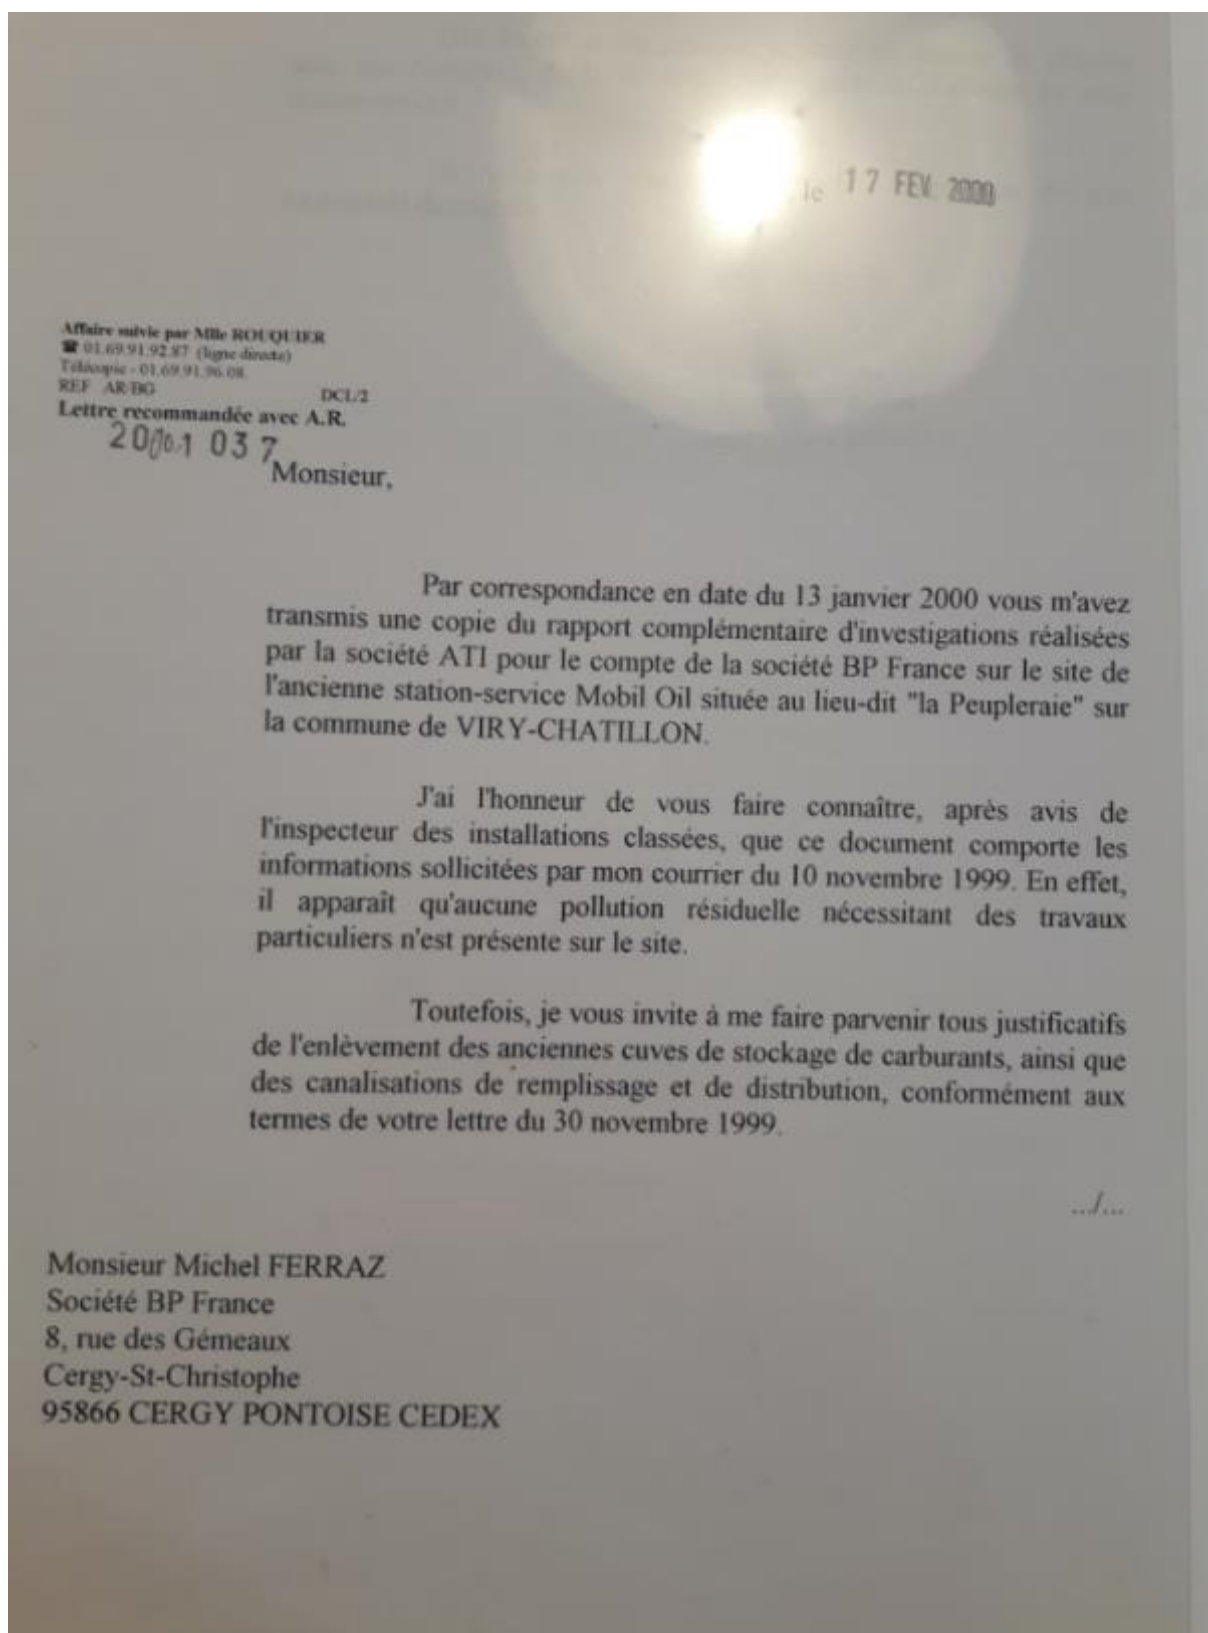 le 17 FEV. 2000
Affaire suivie par Mlle ROUQUIER
☎ 01.69.91.92.87 (ligne directe)
Télécopie - 01.69.91.96.08.
REF AR/BG DCL/2
Lettre recommandée avec A.R.
037
Monsieur,
Par correspondance en date du 13 janvier 2000 vous m'avez
transmis une copie du rapport complémentaire d'investigations réalisées
par la société ATI pour le compte de la société BP France sur le site de
l'ancienne station-service Mobil Oil située au lieu-dit "la Peupleraie" sur
la commune de VIRY-CHATILLON.
J'ai l'honneur de vous faire connaître, après avis de
l'inspecteur des installations classées, que ce document comporte les
informations sollicitées par mon courrier du 10 novembre 1999. En effet,
il apparaît qu'aucune pollution résiduelle nécessitant des travaux
particuliers n'est présente sur le site.
Toutefois, je vous invite à me faire parvenir tous justificatifs
de l'enlèvement des anciennes cuves de stockage de carburants, ainsi que
des canalisations de remplissage et de distribution, conformément aux
termes de votre lettre du 30 novembre 1999.
.../...
Monsieur Michel FERRAZ
Société BP France
8, rue des Gémeaux
Cergy-St-Christophe
95866 CERGY PONTOISE CEDEX